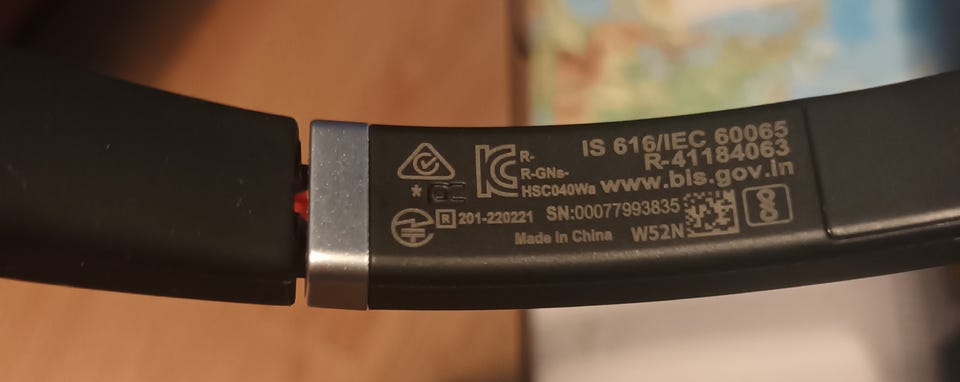 R-
R-GNs-
HSC040Wa
IS 616/IEC 60065
R-41184063
www.bis.gov.in
R 201-220221
SN:00077993835
Made in China
W52N